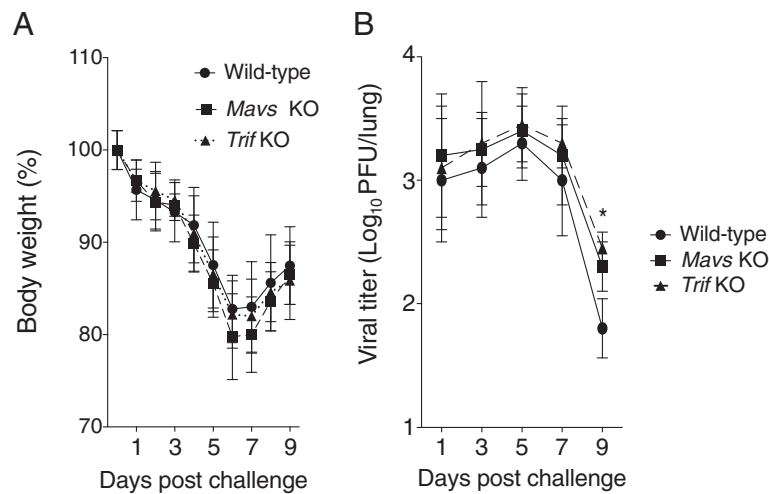 A
Body weight (%)
110
100
90
80
70
Wild-type
Mavs KO
Trif KO
1 3 5 7 9
Days post challenge
B
Viral titer (Log10 PFU/lung)
4
3
2
1
*
1 3 5 7 9
Days post challenge
Wild-type
Mavs KO
Trif KO